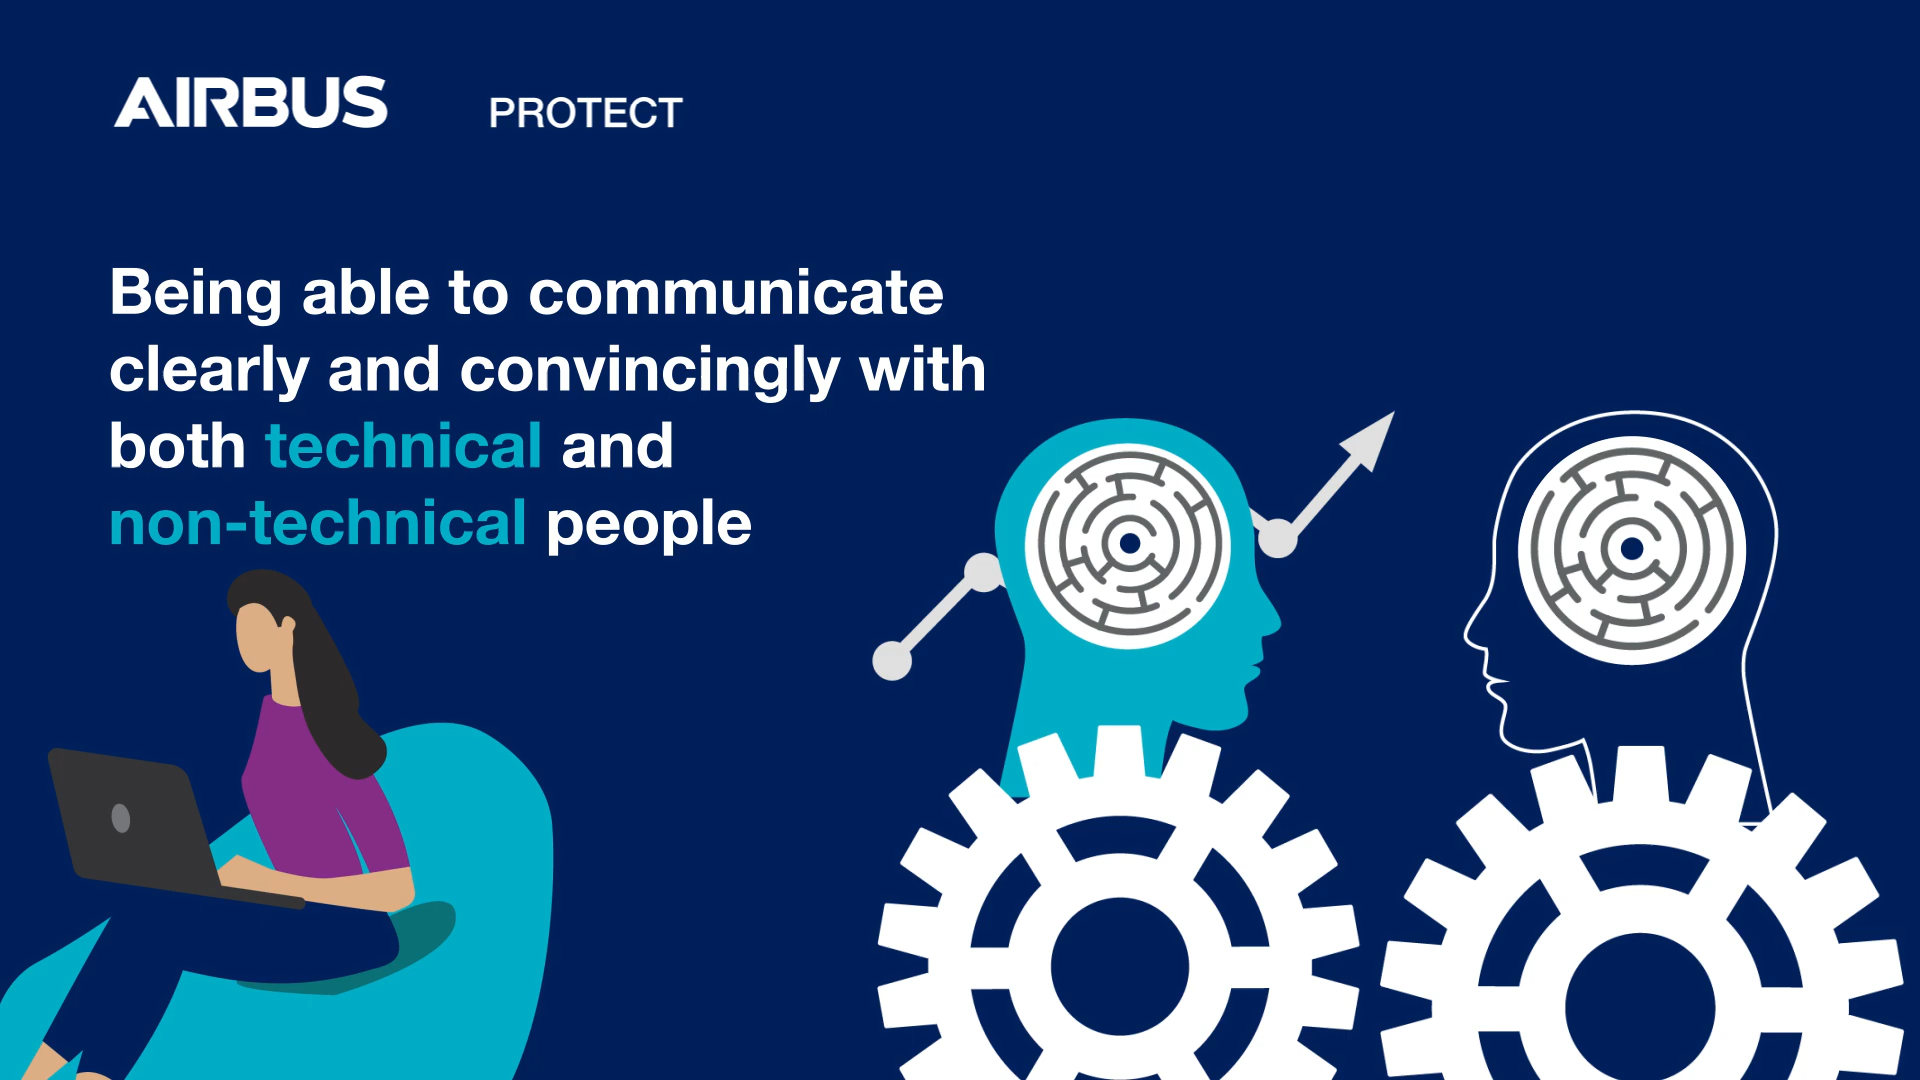 AIRBUS PROTECT
Being able to communicate
clearly and convincingly with
both technical and
non-technical people